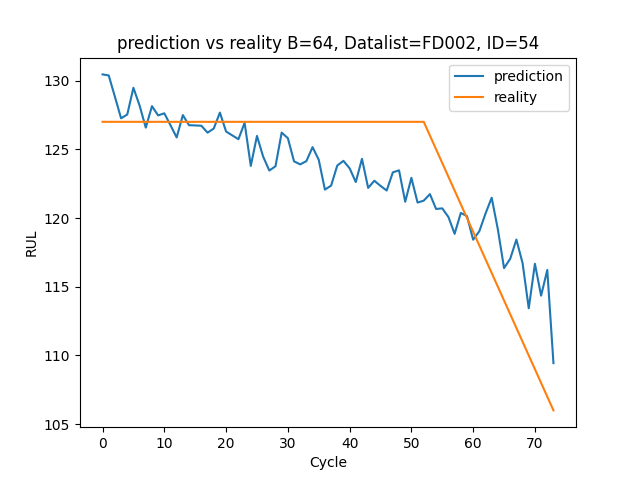 prediction vs reality B=64, Datalist=FD002, ID=54
prediction
reality
RUL
130
125
120
115
110
105
0 10 20 30 40 50 60 70
Cycle